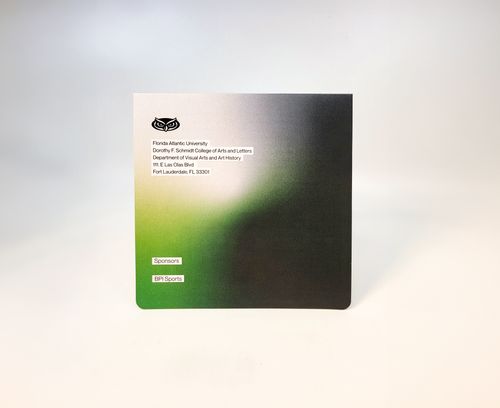 Florida Atlantic University
Dorothy F. Schmidt College of Arts and Letters
Department of Visual Arts and Art History
111. E Las Olas Blvd
Fort Lauderdale, FL 33301
Sponsors
BPI Sports